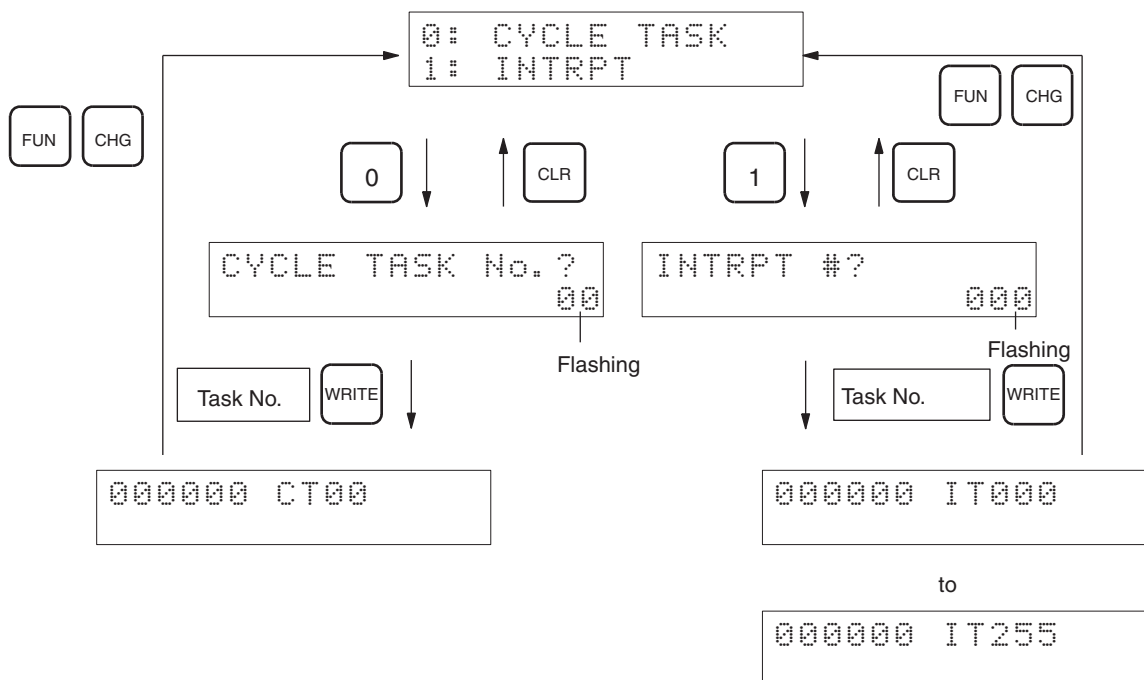 0: CYCLE TASK
1: INTRPT
FUN CHG
FUN CHG
0
CLR
1
CLR
CYCLE TASK No.?
00
INTRPT #?
000
Flashing
Flashing
Task No. WRITE
Task No. WRITE
000000 CT00
000000 IT000
to
000000 IT255